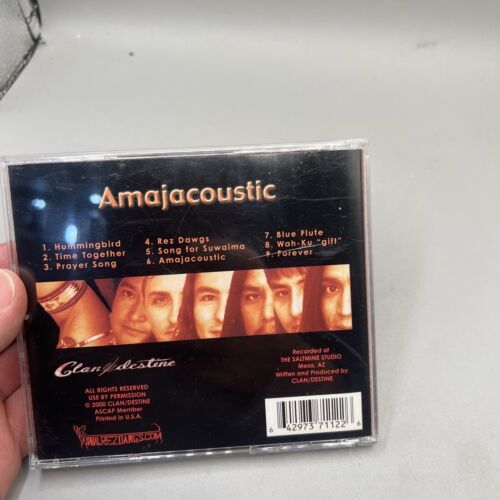 Amajacoustic
1. Hummingbird
2. Time Together
3. Prayer Song
4. Rez Dawgs
5. Song for Suwaima
6. Amajacoustic
7. Blue Flute
8. Wah-Ku "gift"
9. Forever
Clan/destine
ALL RIGHTS RESERVED
USE BY PERMISSION
© 2000 CLAN/DESTINE
ASCAP Member
Printed in U.S.A.
Recorded at
THE SALTMINE STUDIO
Mesa, AZ
Written and Produced by
CLAN/DESTINE
6 42973 71122 6